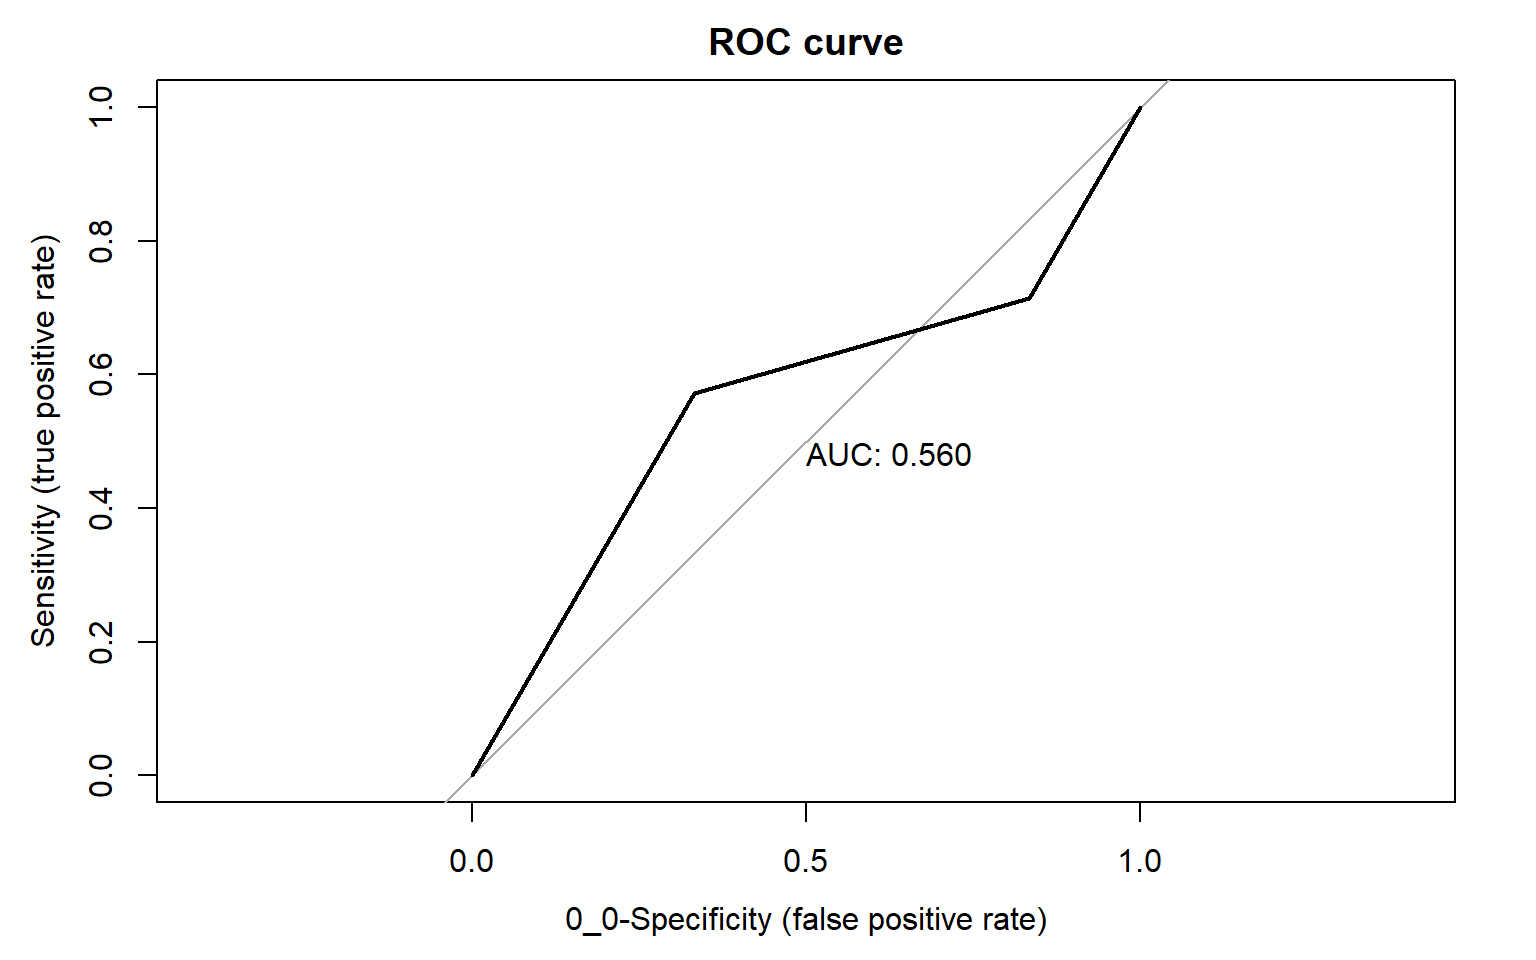 ROC curve
Sensitivity (true positive rate)
1.0
0.8
0.6
0.4
0.2
0.0
AUC: 0.560
0.0 0.5 1.0
0_0-Specificity (false positive rate)